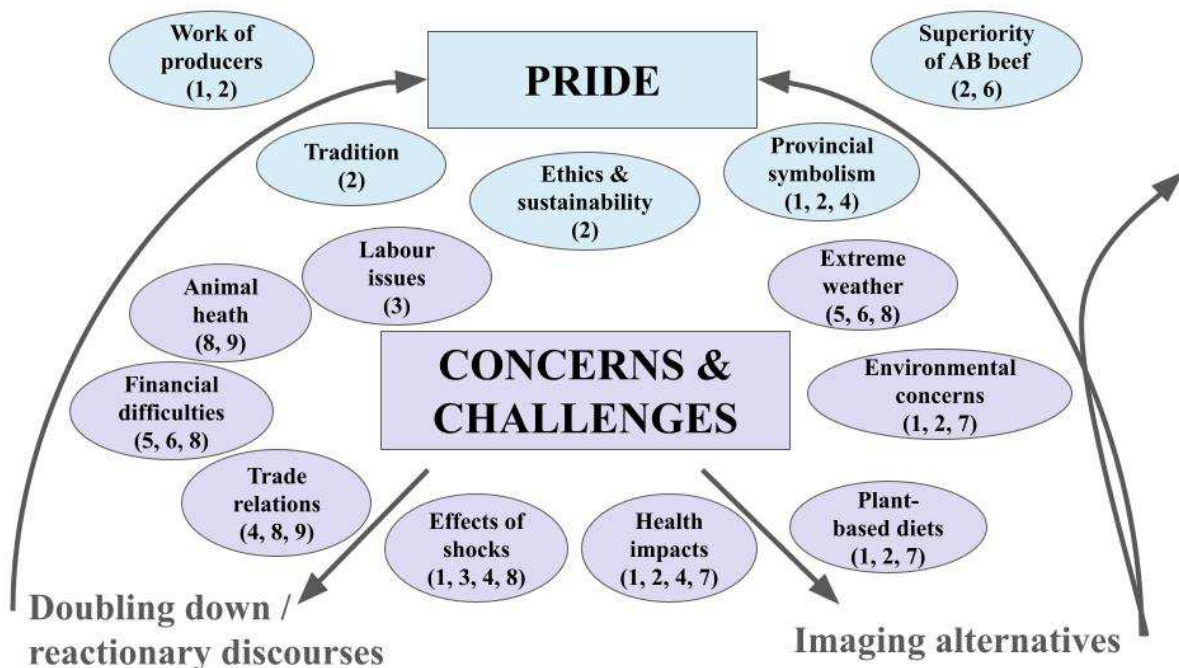 Work of
producers
(1, 2)
PRIDE
Superiority
of AB beef
(2, 6)
Tradition
(2)
Ethics &
sustainability
(2)
Provincial
symbolism
(1, 2, 4)
Labour
issues
(3)
Extreme
weather
(5, 6, 8)
Animal
heath
(8, 9)
CONCERNS &
CHALLENGES
Environmental
concerns
(1, 2, 7)
Financial
difficulties
(5, 6, 8)
Trade
relations
(4, 8, 9)
Effects of
shocks
(1, 3, 4, 8)
Health
impacts
(1, 2, 4, 7)
Plant-
based diets
(1, 2, 7)
Doubling down /
reactionary discourses
Imaging alternatives